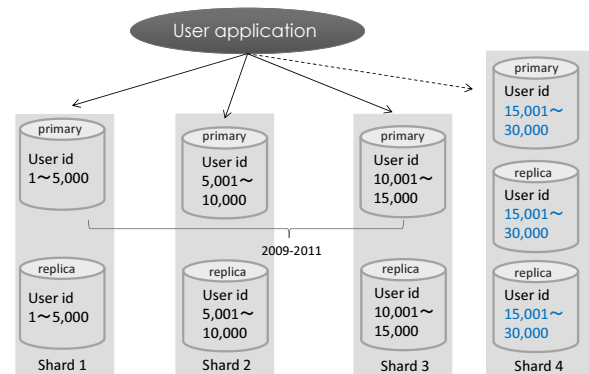 User application
primary
User id
1～5,000
replica
User id
1～5,000
Shard 1
primary
User id
5,001～
10,000
replica
User id
5,001～
10,000
Shard 2
primary
User id
10,001～
15,000
replica
User id
10,001～
15,000
Shard 3
2009-2011
primary
User id
15,001～
30,000
replica
User id
15,001～
30,000
replica
User id
15,001～
30,000
Shard 4